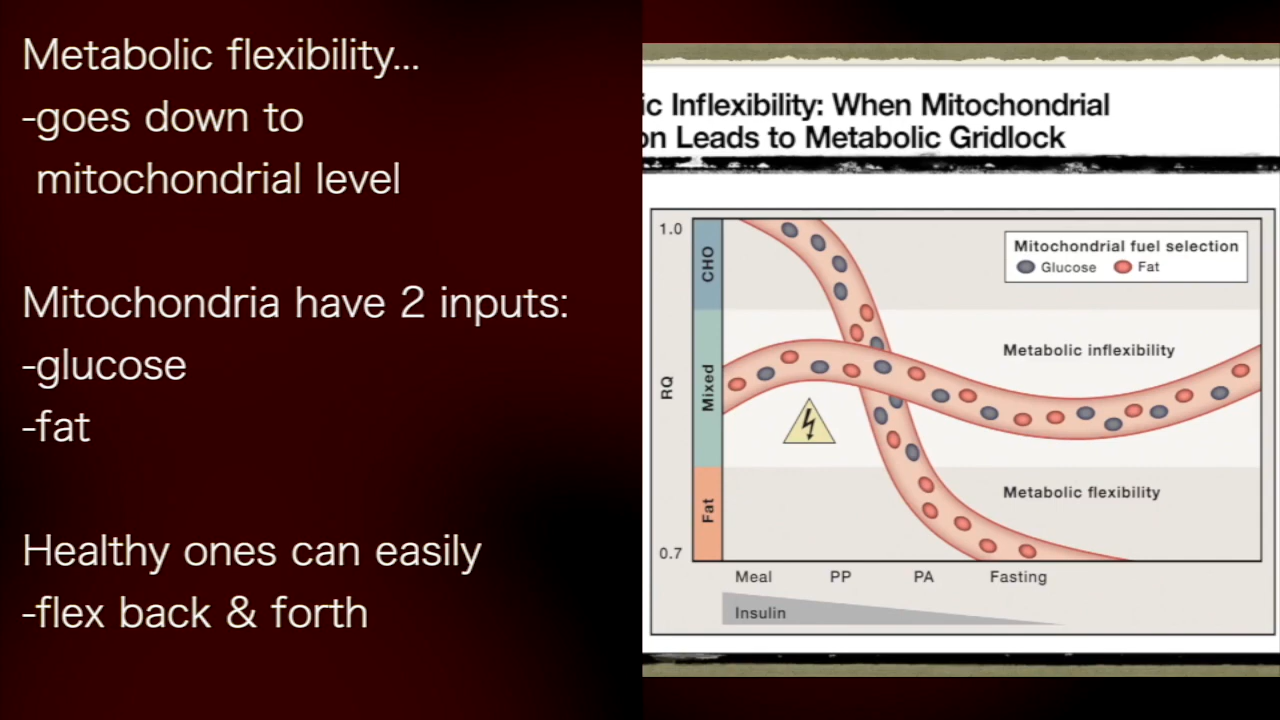 Metabolic flexibility...
-goes down to
mitochondrial level
Mitochondria have 2 inputs:
-glucose
-fat
Healthy ones can easily
-flex back & forth
ic Inflexibility: When Mitochondrial
on Leads to Metabolic Gridlock
1.0
CHO
Mitochondrial fuel selection
Glucose Fat
Metabolic inflexibility
RQ
Mixed
Metabolic flexibility
Fat
0.7
Meal PP PA Fasting
Insulin